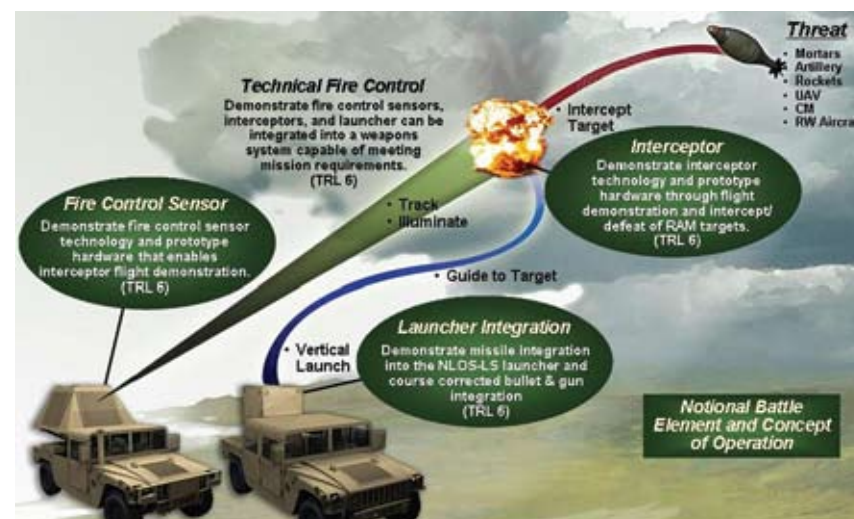 Threat
• Mortars
• Artillery
• Rockets
• UAV
• CM
• RW Aircra
Technical Fire Control
Demonstrate fire control sensors,
interceptors, and launcher can be
integrated into a weapons
system capable of meeting
mission requirements.
(TRL 6)
• Intercept
Target
Interceptor
Demonstrate interceptor
technology and prototype
hardware through flight
demonstration and intercept/
defeat of RAM targets.
(TRL 6)
Fire Control Sensor
Demonstrate fire control sensor
technology and prototype
hardware that enables
interceptor flight demonstration.
(TRL 6)
• Track
• Illuminate
• Guide to Target
Launcher Integration
Demonstrate missile integration
into the NLOS-LS launcher and
course corrected bullet & gun
integration
(TRL 6)
• Vertical
Launch
Notional Battle
Element and Concept
of Operation